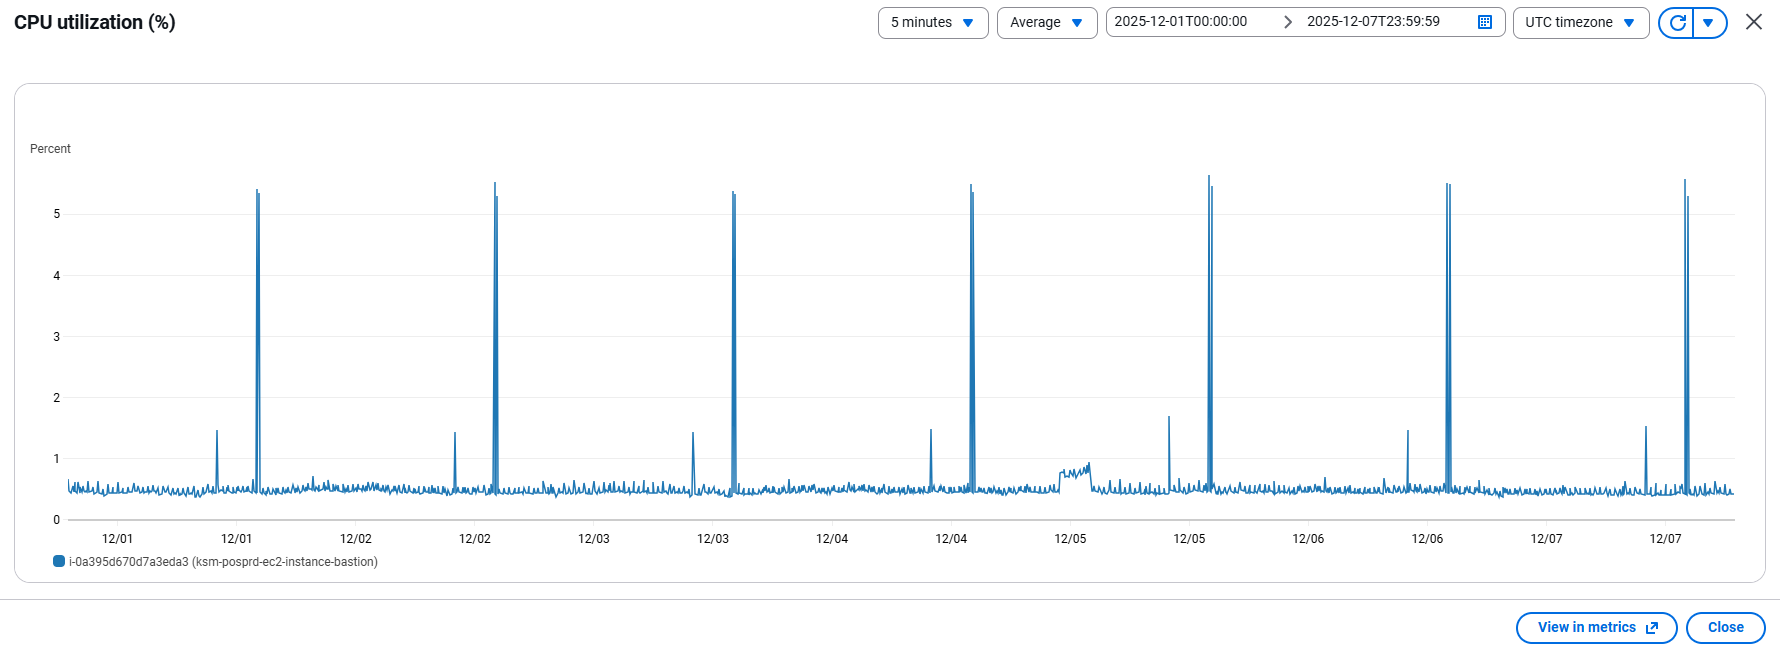 CPU utilization (%)
5 minutes
Average
2025-12-01T00:00:00
2025-12-07T23:59:59
UTC timezone
Percent
5
4
3
2
1
0
12/01 12/01 12/02 12/02 12/03 12/03 12/04 12/04 12/05 12/05 12/06 12/06 12/07 12/07
i-0a395d670d7a3eda3 (ksm-posprd-ec2-instance-bastion)
View in metrics
Close